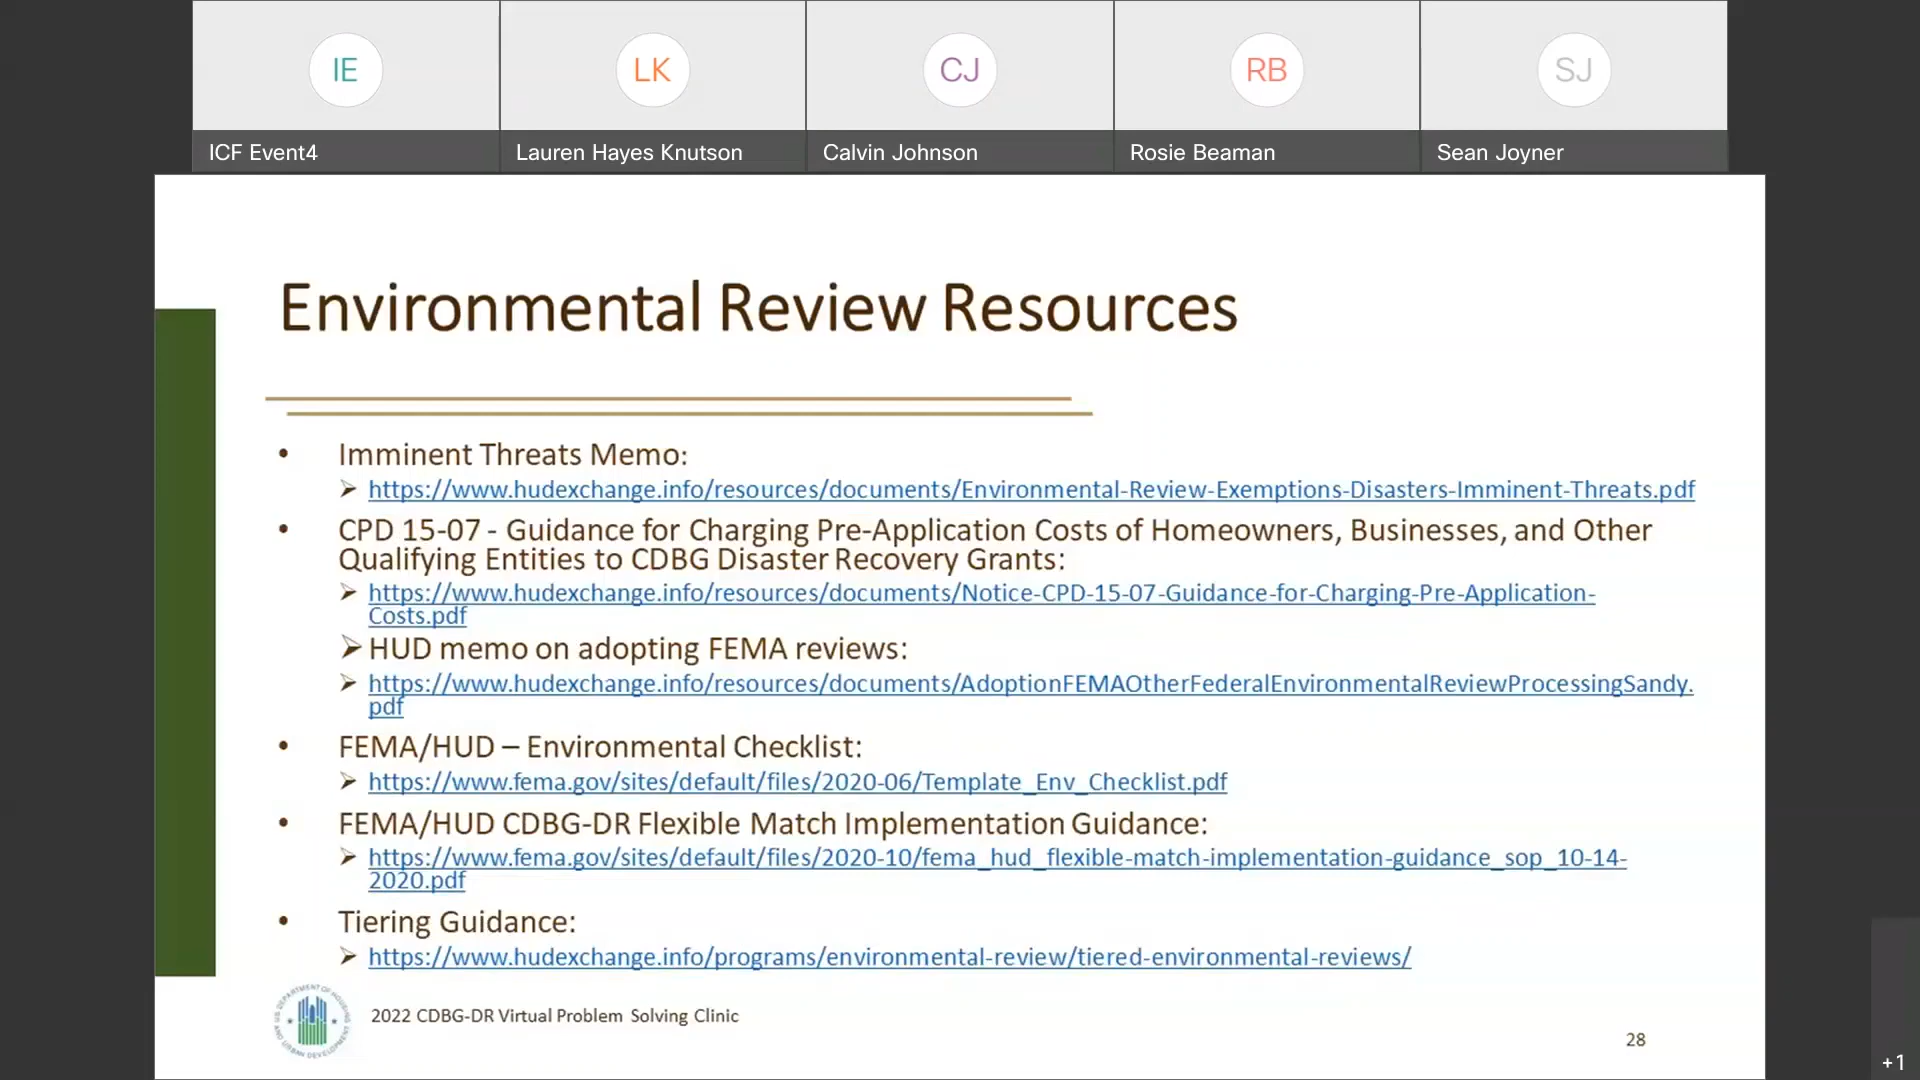 IE
LK
CJ
RB
SJ
ICF Event4
Lauren Hayes Knutson
Calvin Johnson
Rosie Beaman
Sean Joyner
Environmental Review Resources
• Imminent Threats Memo:
➢ https://www.hudexchange.info/resources/documents/Environmental-Review-Exemptions-Disasters-Imminent-Threats.pdf
• CPD 15-07 - Guidance for Charging Pre-Application Costs of Homeowners, Businesses, and Other
Qualifying Entities to CDBG Disaster Recovery Grants:
➢ https://www.hudexchange.info/resources/documents/Notice-CPD-15-07-Guidance-for-Charging-Pre-Application-
Costs.pdf
➢ HUD memo on adopting FEMA reviews:
➢ https://www.hudexchange.info/resources/documents/AdoptionFEMAOtherFederalEnvironmentalReviewProcessingSandy.
pdf
• FEMA/HUD – Environmental Checklist:
➢ https://www.fema.gov/sites/default/files/2020-06/Template_Env_Checklist.pdf
• FEMA/HUD CDBG-DR Flexible Match Implementation Guidance:
➢ https://www.fema.gov/sites/default/files/2020-10/fema_hud_flexible-match-implementation-guidance_sop_10-14-
2020.pdf
• Tiering Guidance:
➢ https://www.hudexchange.info/programs/environmental-review/tiered-environmental-reviews/
US DEPARTMENT OF HOUSING AND URBAN DEVELOPMENT
2022 CDBG-DR Virtual Problem Solving Clinic
28
+1